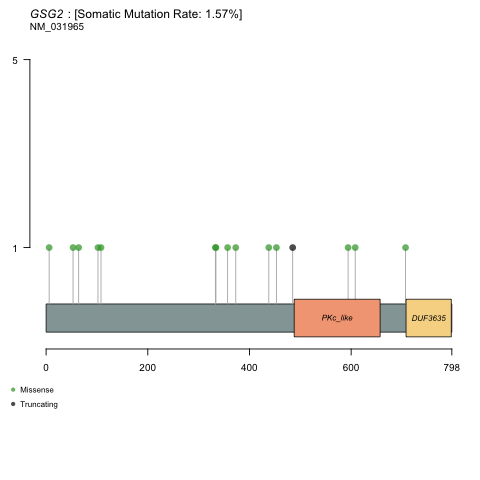 GSG2 : [Somatic Mutation Rate: 1.57%]
NM_031965
5
1
PKc_like
DUF3635
0 200 400 600 798
Missense
Truncating